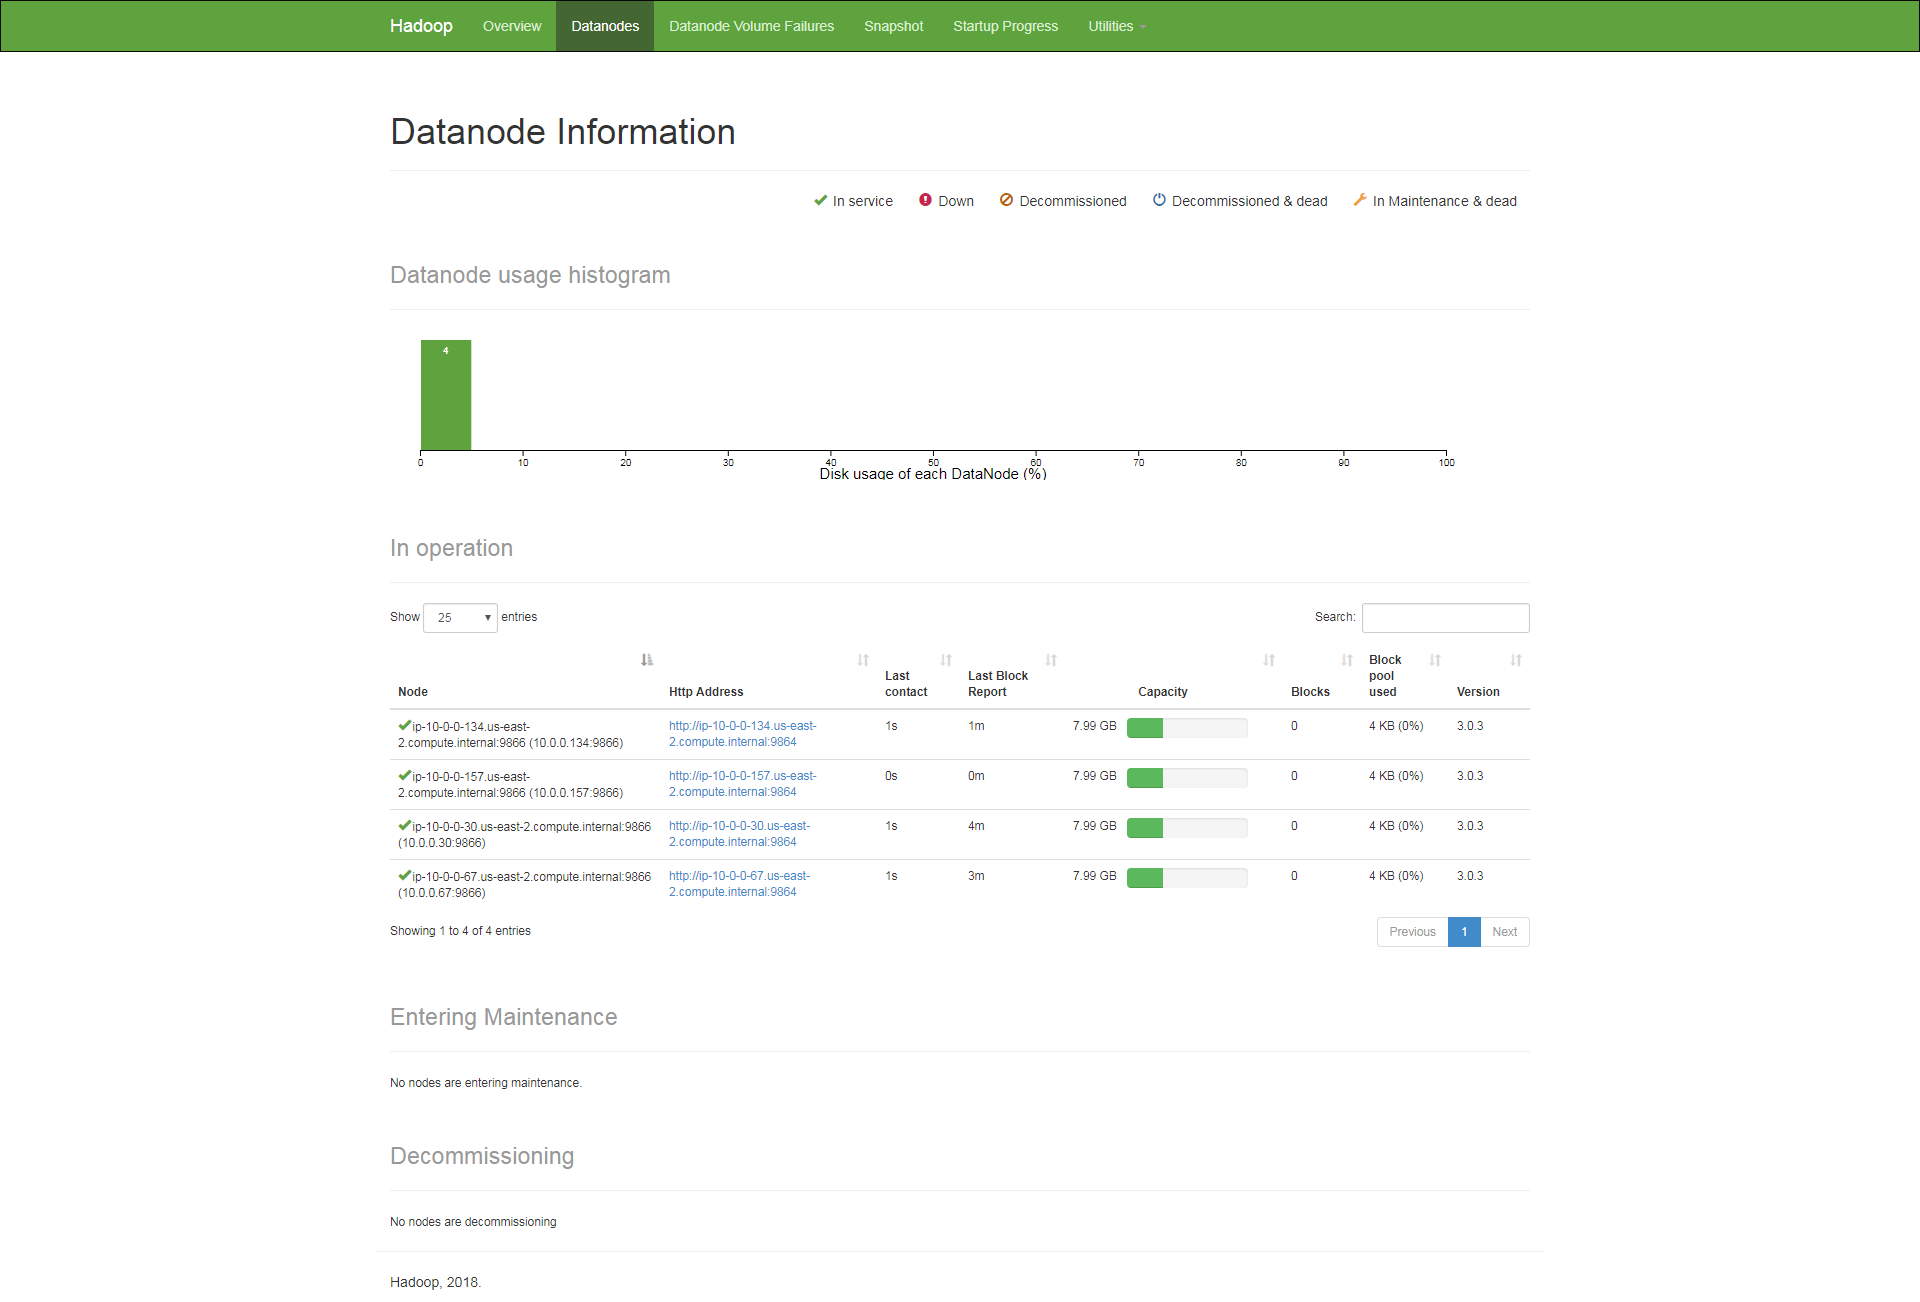 Hadoop Overview Datanodes Datanode Volume Failures Snapshot Startup Progress Utilities
Datanode Information
In service Down Decommissioned Decommissioned & dead In Maintenance & dead
Datanode usage histogram
4
0 10 20 30 40 50 60 70 80 90 100
Disk usage of each DataNode (%)
In operation
Show 25 entries Search:
Node Http Address Last contact Last Block Report Capacity Blocks Block pool used Version
ip-10-0-0-134.us-east- http://ip-10-0-0-134.us-east- 1s 1m 7.99 GB 0 4 KB (0%) 3.0.3
2.compute.internal:9866 (10.0.0.134:9866) 2.compute.internal:9864
ip-10-0-0-157.us-east- http://ip-10-0-0-157.us-east- 0s 0m 7.99 GB 0 4 KB (0%) 3.0.3
2.compute.internal:9866 (10.0.0.157:9866) 2.compute.internal:9864
ip-10-0-0-30.us-east-2.compute.internal:9866 http://ip-10-0-0-30.us-east- 1s 4m 7.99 GB 0 4 KB (0%) 3.0.3
(10.0.0.30:9866) 2.compute.internal:9864
ip-10-0-0-67.us-east-2.compute.internal:9866 http://ip-10-0-0-67.us-east- 1s 3m 7.99 GB 0 4 KB (0%) 3.0.3
(10.0.0.67:9866) 2.compute.internal:9864
Showing 1 to 4 of 4 entries Previous 1 Next
Entering Maintenance
No nodes are entering maintenance.
Decommissioning
No nodes are decommissioning
Hadoop, 2018.